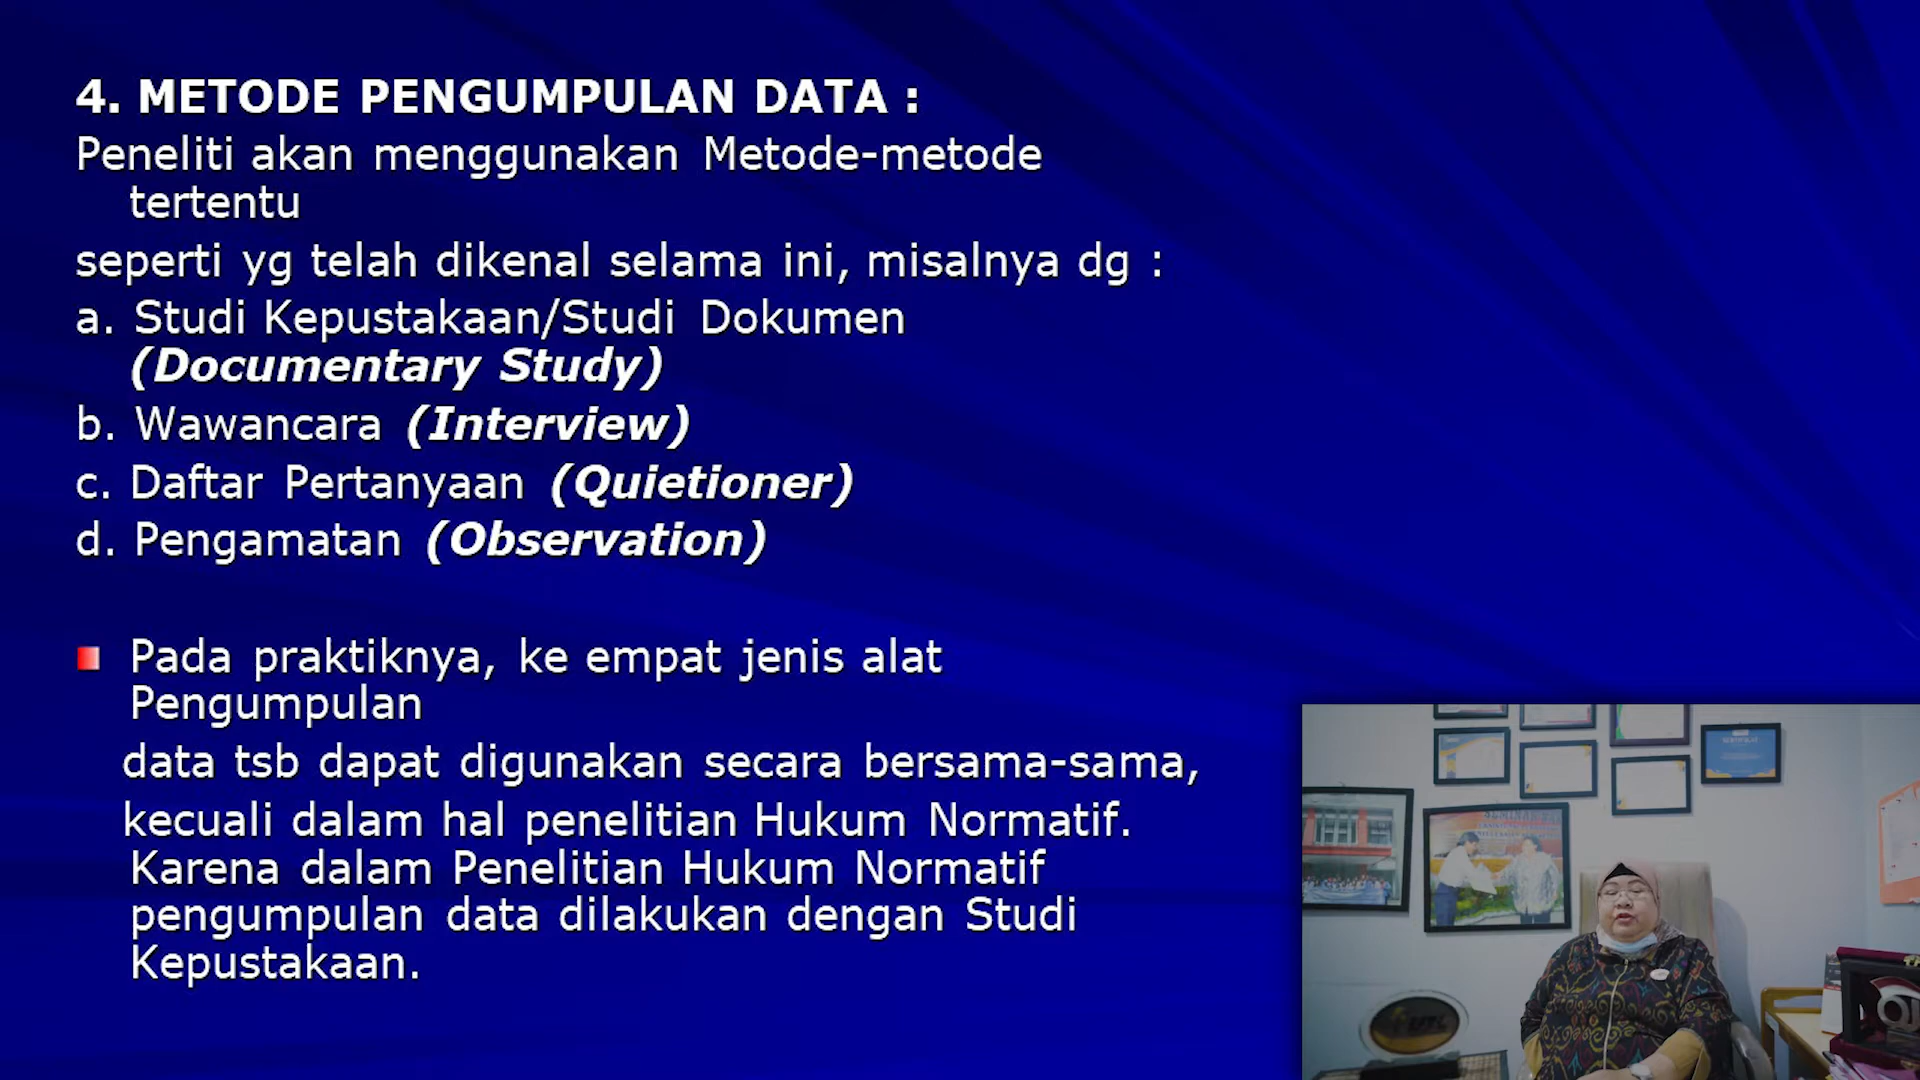 4. METODE PENGUMPULAN DATA :
Peneliti akan menggunakan Metode-metode
tertentu
seperti yg telah dikenal selama ini, misalnya dg :
a. Studi Kepustakaan/Studi Dokumen
(Documentary Study)
b. Wawancara (Interview)
c. Daftar Pertanyaan (Quietioner)
d. Pengamatan (Observation)
Pada praktiknya, ke empat jenis alat
Pengumpulan
data tsb dapat digunakan secara bersama-sama,
kecuali dalam hal penelitian Hukum Normatif.
Karena dalam Penelitian Hukum Normatif
pengumpulan data dilakukan dengan Studi
Kepustakaan.
SEMINAR